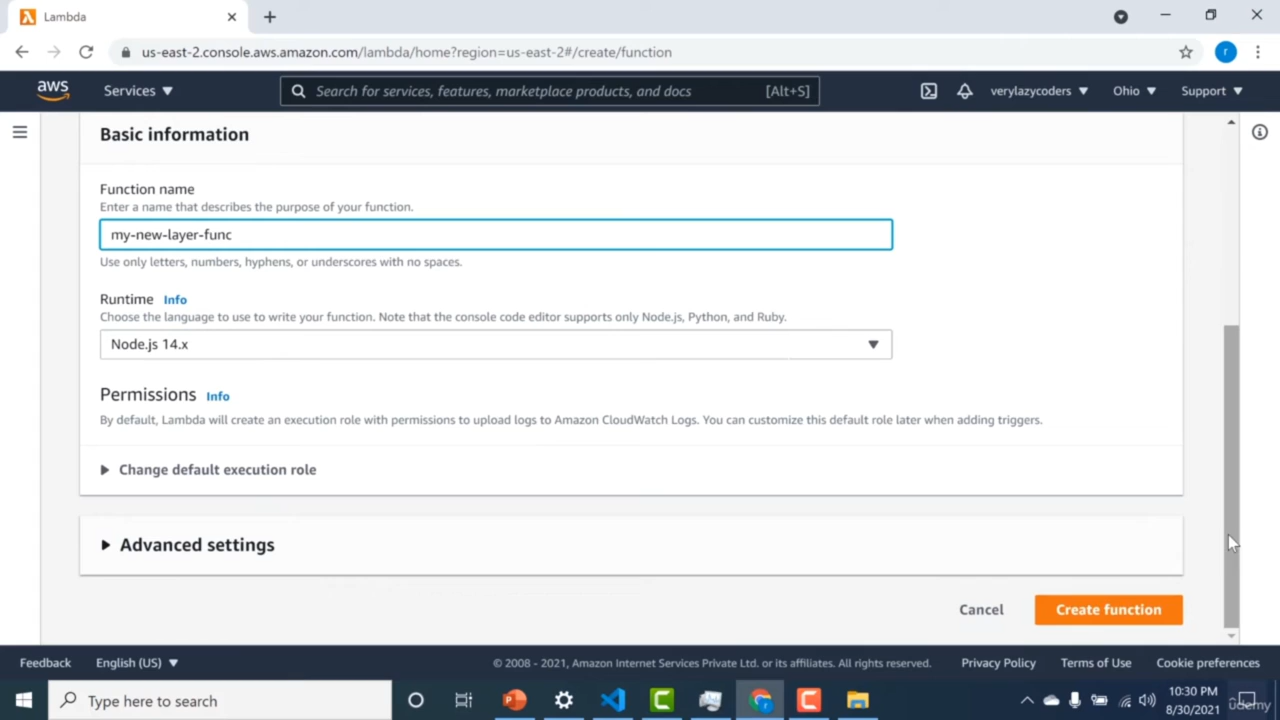 Lambda
us-east-2.console.aws.amazon.com/lambda/home?region=us-east-2#/create/function
r
aws
Services
Search for services, features, marketplace products, and docs
[Alt+S]
verylazycoders
Ohio
Support
Basic information
Function name
Enter a name that describes the purpose of your function.
my-new-layer-func
Use only letters, numbers, hyphens, or underscores with no spaces.
Runtime Info
Choose the language to use to write your function. Note that the console code editor supports only Node.js, Python, and Ruby.
Node.js 14.x
Permissions Info
By default, Lambda will create an execution role with permissions to upload logs to Amazon CloudWatch Logs. You can customize this default role later when adding triggers.
Change default execution role
Advanced settings
Cancel
Create function
Feedback
English (US)
© 2008 - 2021, Amazon Internet Services Private Ltd. or its affiliates. All rights reserved.
Privacy Policy
Terms of Use
Cookie preferences
Type here to search
10:30 PM
8/30/2021
udemy